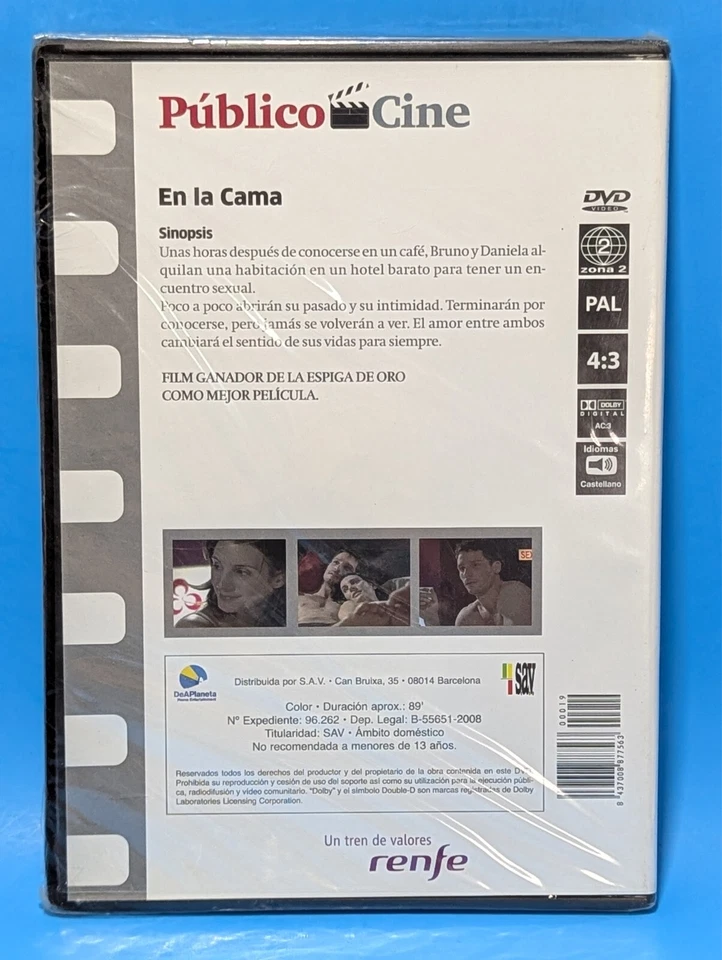 Público Cine
En la Cama
Sinopsis
Unas horas después de conocerse en un café, Bruno y Daniela al-
quilan una habitación en un hotel barato para tener un en-
cuentro sexual.
Poco a poco abrirán su pasado y su intimidad. Terminarán por
conocerse, pero jamás se volverán a ver. El amor entre ambos
cambiará el sentido de sus vidas para siempre.
FILM GANADOR DE LA ESPIGA DE ORO
COMO MEJOR PELÍCULA.
DVD
VIDEO
2
zona 2
PAL
4:3
DOLBY
DIGITAL
AC3
Idiomas
Castellano
SEX
DeAPlaneta
Home Entertainment
Distribuida por S.A.V. • Can Bruixa, 35 • 08014 Barcelona
sav
Color • Duración aprox.: 89'
Nº Expediente: 96.262 • Dep. Legal: B-55651-2008
Titularidad: SAV • Ámbito doméstico
No recomendada a menores de 13 años.
Reservados todos los derechos del productor y del propietario de la obra contenida en este DVD.
Prohibida su reproducción y cesión de uso del soporte así como su utilización para la ejecución públi-
ca, radiodifusión y video comunitario. "Dolby" y el símbolo Double-D son marcas registradas de Dolby
Laboratories Licensing Corporation.
00019
8 437008 877563
Un tren de valores
renfe